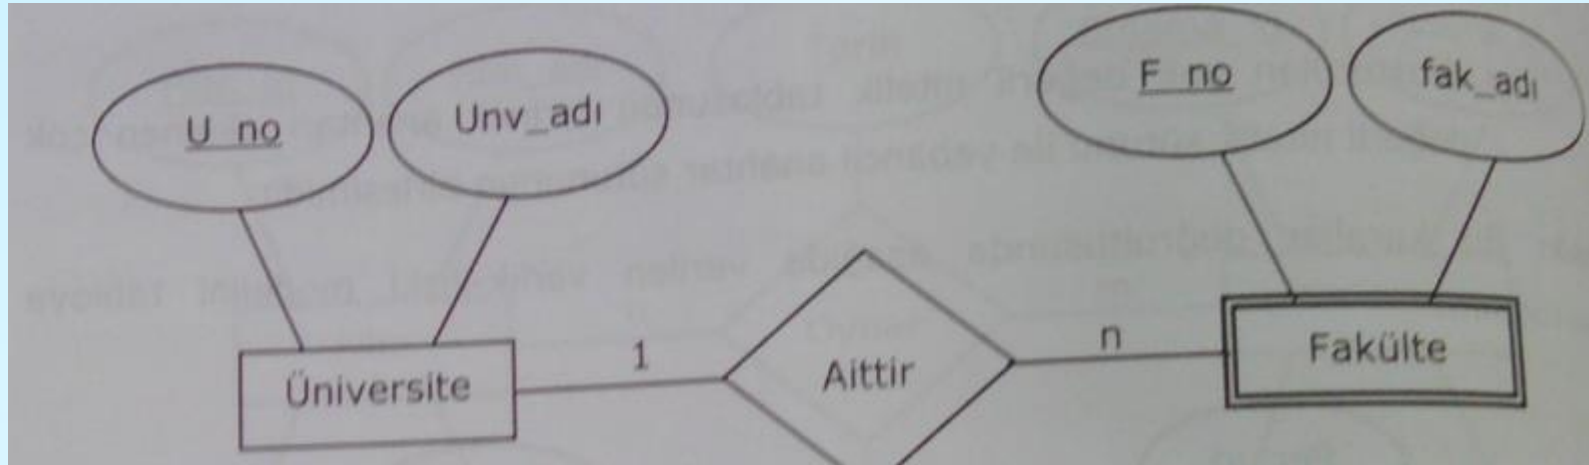 U_no
Unv_adı
F_no
fak_adı
Üniversite
1
Aittir
n
Fakülte